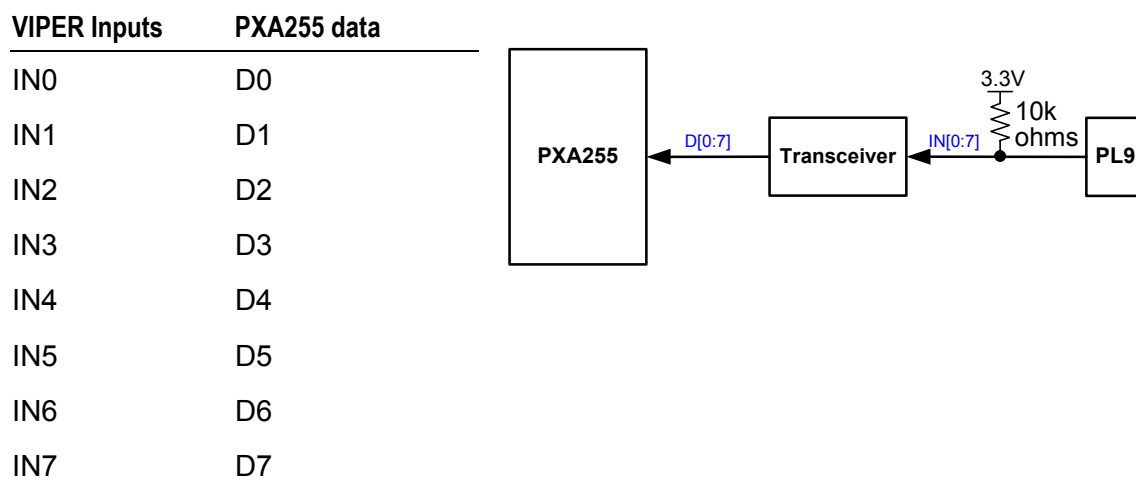 VIPER Inputs PXA255 data
IN0 D0
IN1 D1
IN2 D2
IN3 D3
IN4 D4
IN5 D5
IN6 D6
IN7 D7
3.3V
10k
ohms
PXA255
D[0:7]
Transceiver
IN[0:7]
PL9